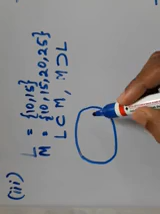 (iii)
L = {10,15}
M = {10,15,20,25}
L ⊂ M, M ⊃ L